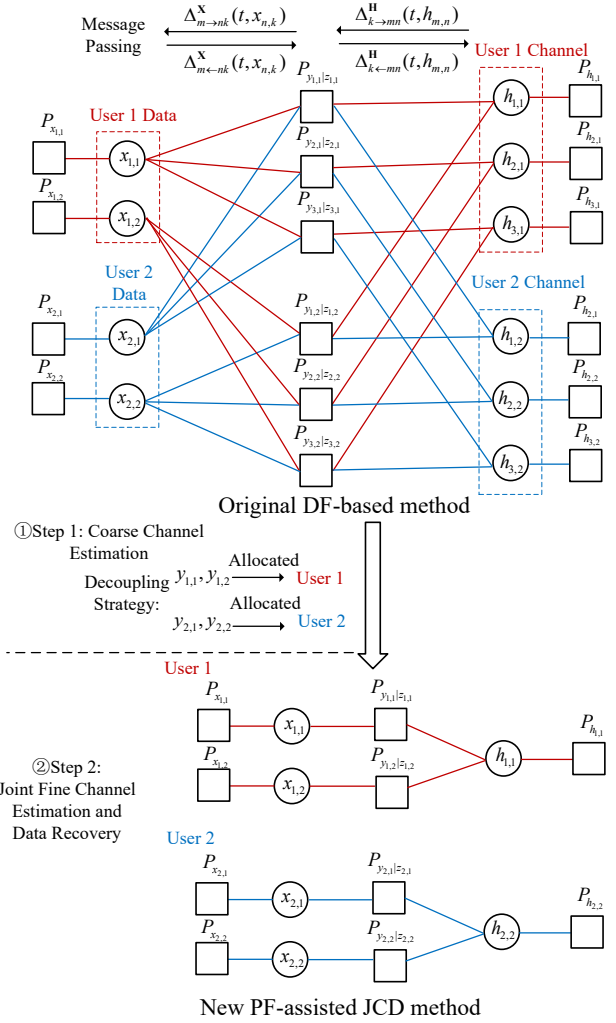 Message
Passing
Δ^X_{m→nk}(t, x_{n,k})
Δ^X_{m←nk}(t, x_{n,k})
Δ^H_{k→mn}(t, h_{m,n})
Δ^H_{k←mn}(t, h_{m,n})
User 1 Channel
P_{y_{1,1}|z_{1,1}}
P_{h_{1,1}}
h_{1,1}
User 1 Data
P_{x_{1,1}}
x_{1,1}
P_{y_{2,1}|z_{2,1}}
h_{2,1}
P_{h_{2,1}}
P_{x_{1,2}}
x_{1,2}
P_{y_{3,1}|z_{3,1}}
h_{3,1}
P_{h_{3,1}}
User 2
Data
User 2 Channel
P_{x_{2,1}}
x_{2,1}
P_{y_{1,2}|z_{1,2}}
h_{1,2}
P_{h_{1,2}}
P_{x_{2,2}}
x_{2,2}
P_{y_{2,2}|z_{2,2}}
h_{2,2}
P_{h_{2,2}}
P_{y_{3,2}|z_{3,2}}
h_{3,2}
P_{h_{3,2}}
Original DF-based method
①Step 1: Coarse Channel
Estimation
Decoupling
Strategy:
y_{1,1}, y_{1,2} Allocated User 1
y_{2,1}, y_{2,2} Allocated User 2
User 1
P_{x_{1,1}}
x_{1,1}
P_{y_{1,1}|z_{1,1}}
P_{x_{1,2}}
x_{1,2}
P_{y_{1,2}|z_{1,2}}
h_{1,1}
P_{h_{1,1}}
②Step 2:
Joint Fine Channel
Estimation and
Data Recovery
User 2
P_{x_{2,1}}
x_{2,1}
P_{y_{2,1}|z_{2,1}}
P_{x_{2,2}}
x_{2,2}
P_{y_{2,2}|z_{2,2}}
h_{2,2}
P_{h_{2,2}}
New PF-assisted JCD method